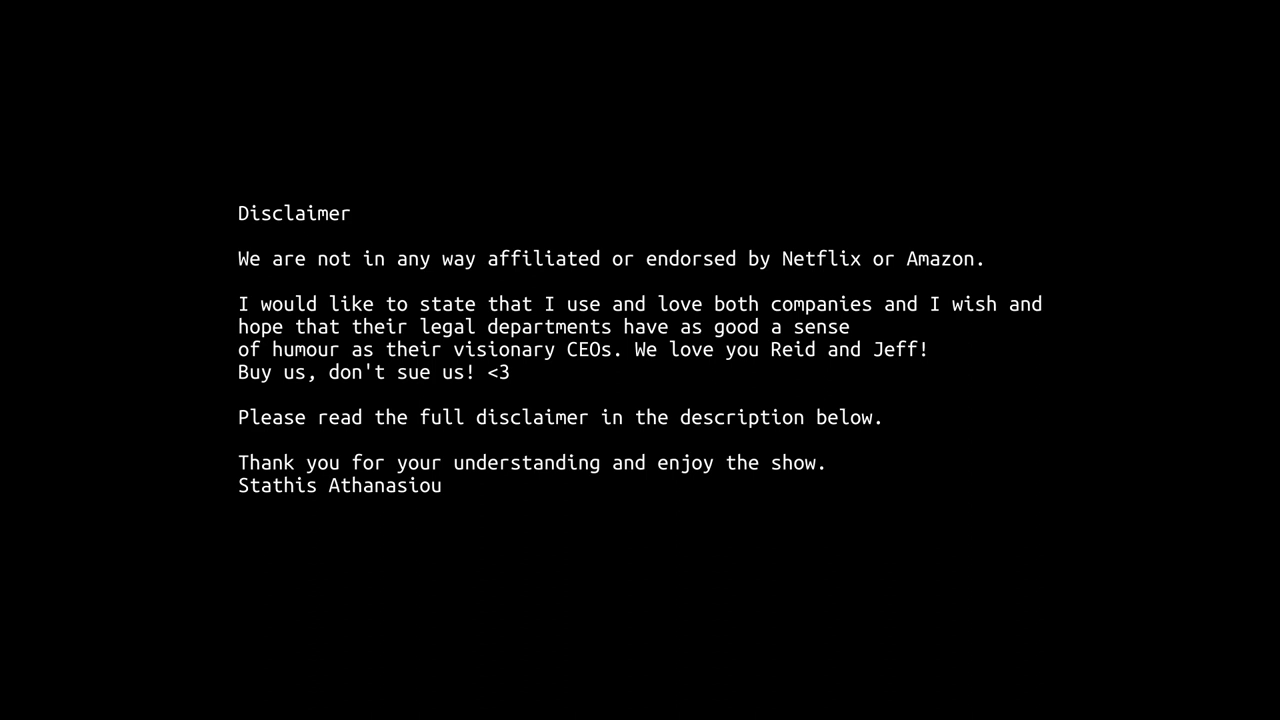 Disclaimer
We are not in any way affiliated or endorsed by Netflix or Amazon.
I would like to state that I use and love both companies and I wish and
hope that their legal departments have as good a sense
of humour as their visionary CEOs. We love you Reid and Jeff!
Buy us, don't sue us! <3
Please read the full disclaimer in the description below.
Thank you for your understanding and enjoy the show.
Stathis Athanasiou